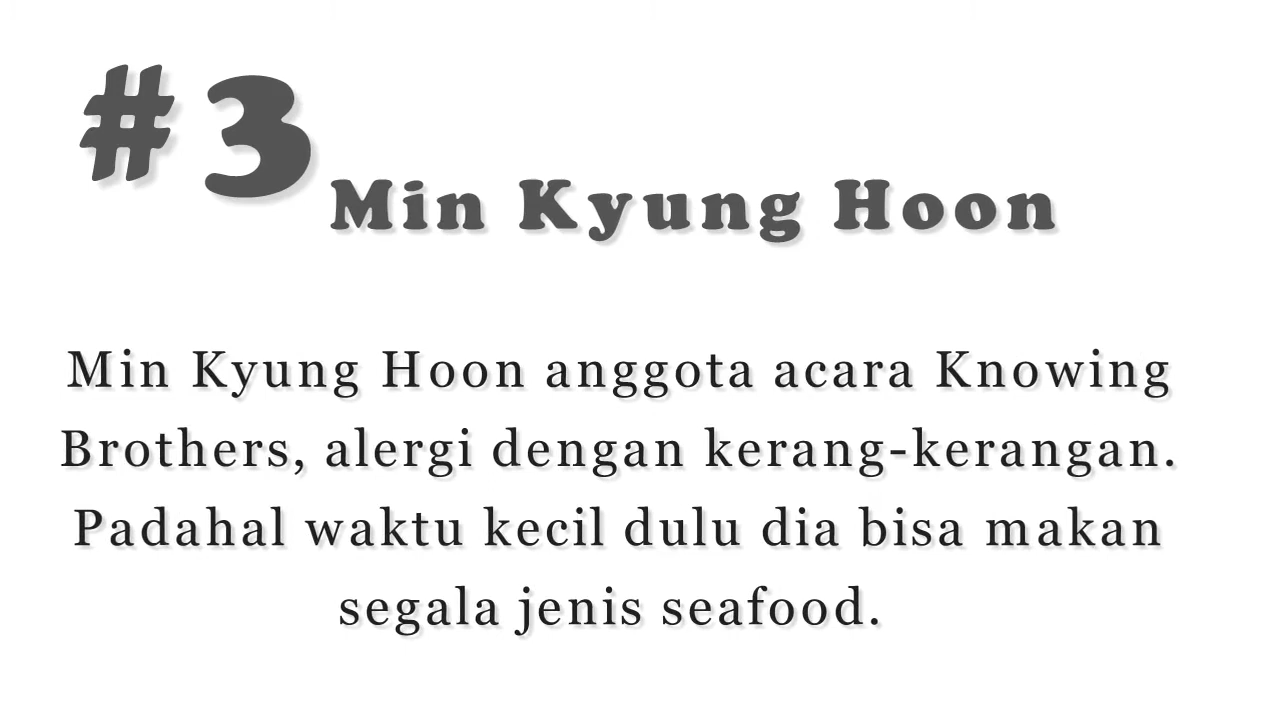 #3 Min Kyung Hoon
Min Kyung Hoon anggota acara Knowing
Brothers, alergi dengan kerang-kerangan.
Padahal waktu kecil dulu dia bisa makan
segala jenis seafood.